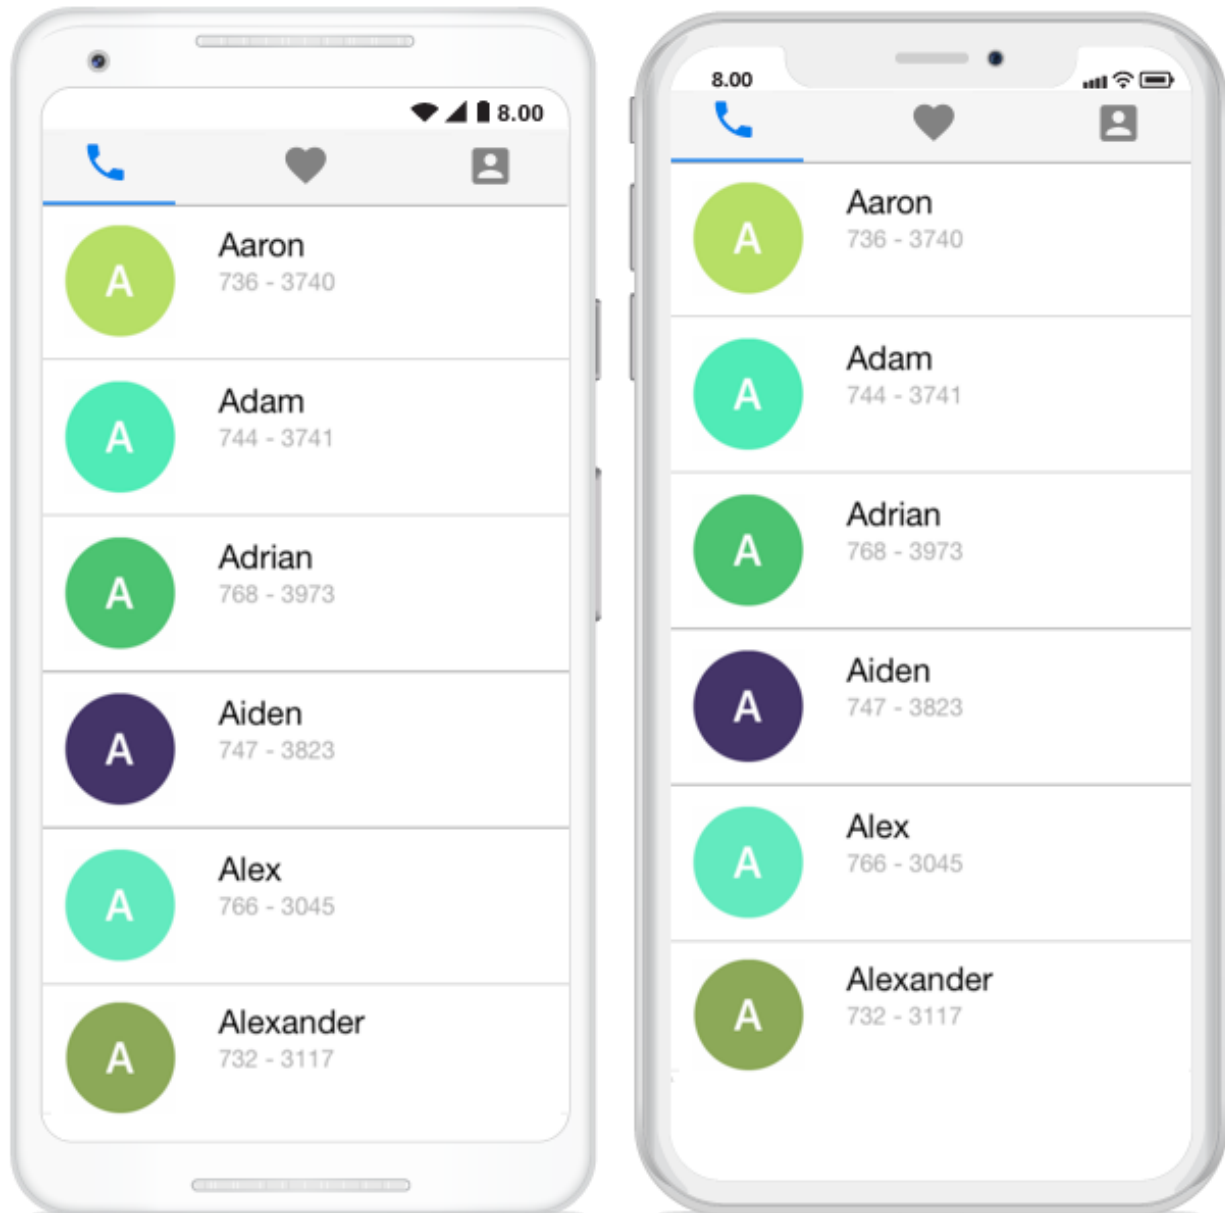 8.00
A
Aaron
736 - 3740
A
Adam
744 - 3741
A
Adrian
768 - 3973
A
Aiden
747 - 3823
A
Alex
766 - 3045
A
Alexander
732 - 3117
8.00
A
Aaron
736 - 3740
A
Adam
744 - 3741
A
Adrian
768 - 3973
A
Aiden
747 - 3823
A
Alex
766 - 3045
A
Alexander
732 - 3117